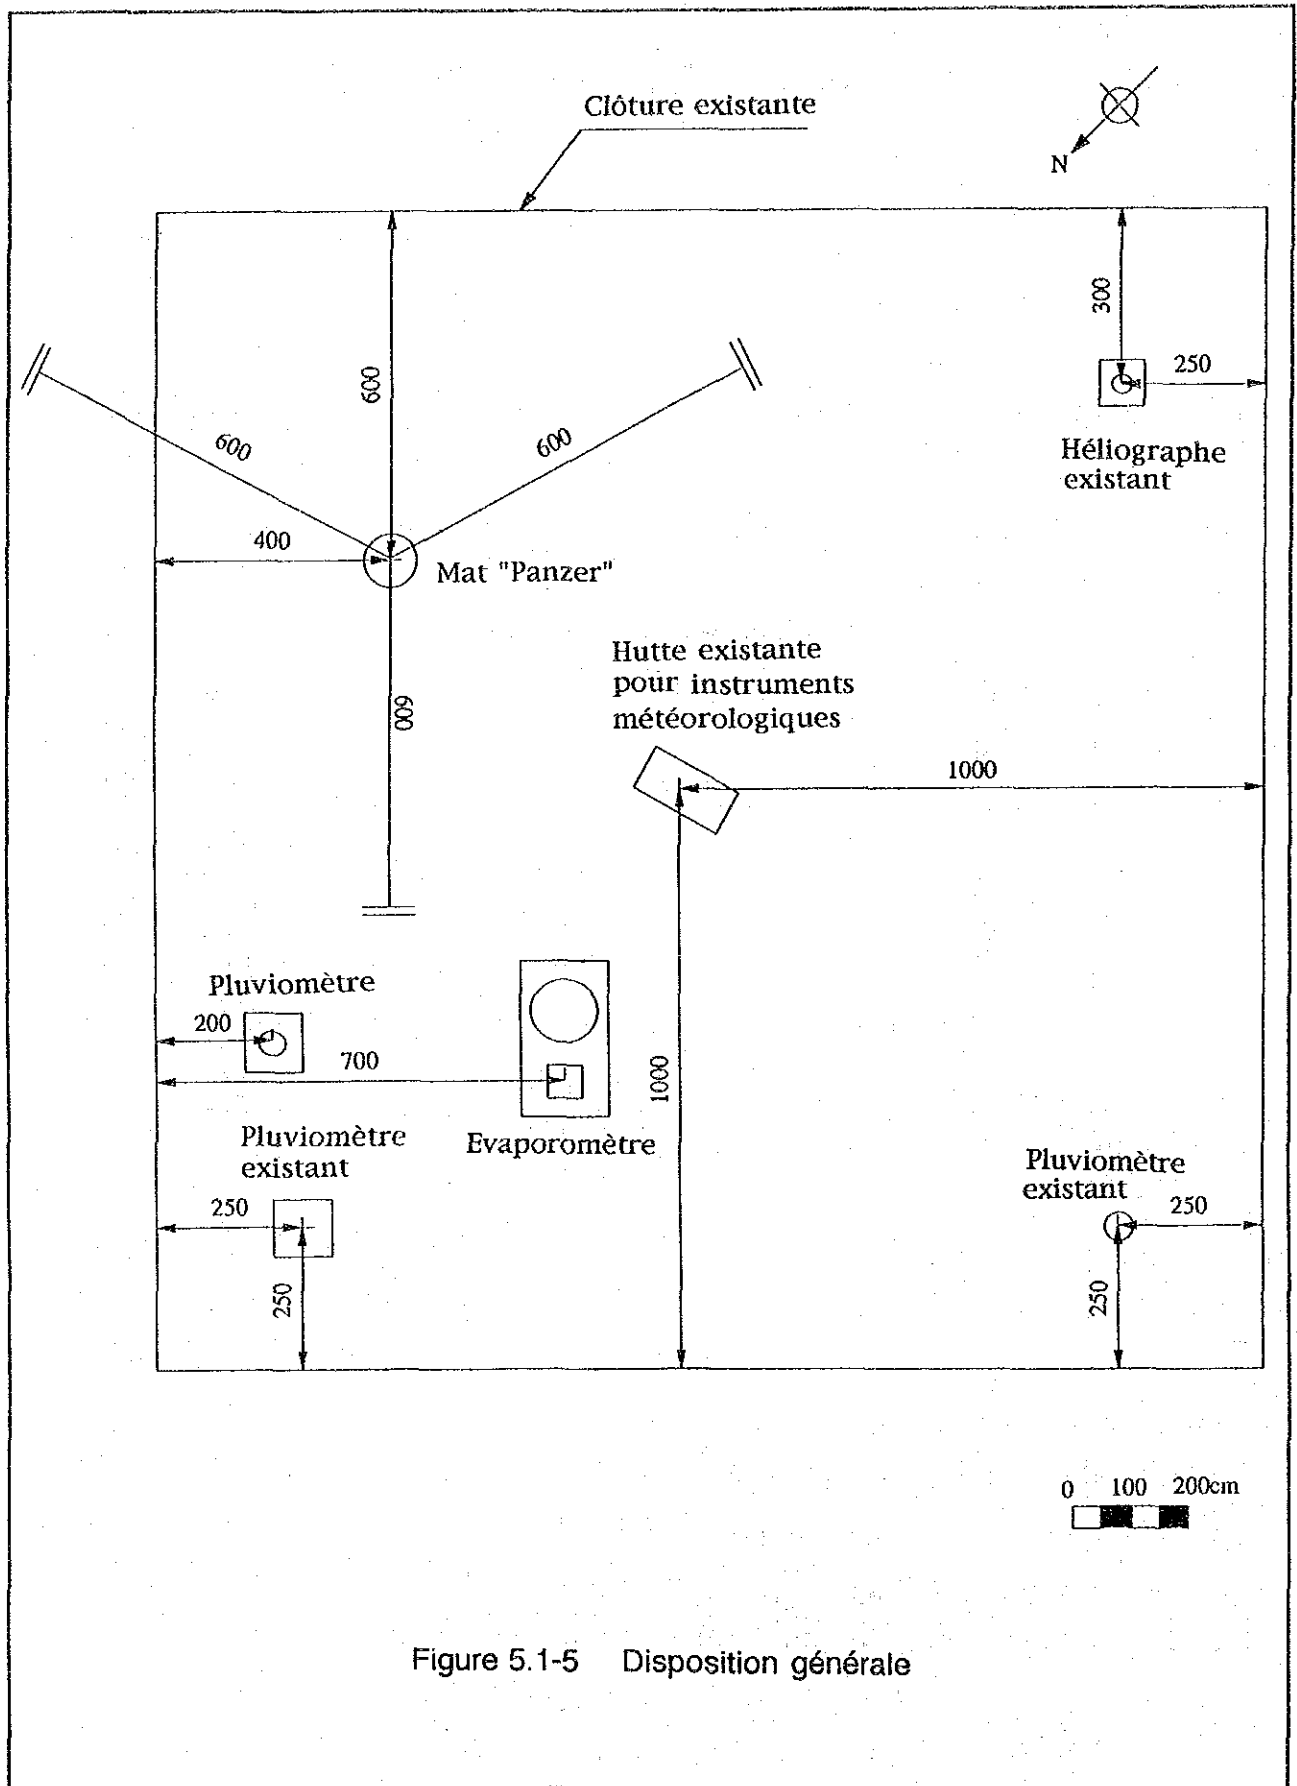 Clôture existante
N
600
300
250
600
600
Héliographe
existant
400
Mat "Panzer"
Hutte existante
pour instruments
météorologiques
600
1000
Pluviomètre
200
700
1000
Pluviomètre
existant
Evaporomètre
Pluviomètre
existant
250
250
250
250
0 100 200cm
Figure 5.1-5 Disposition générale